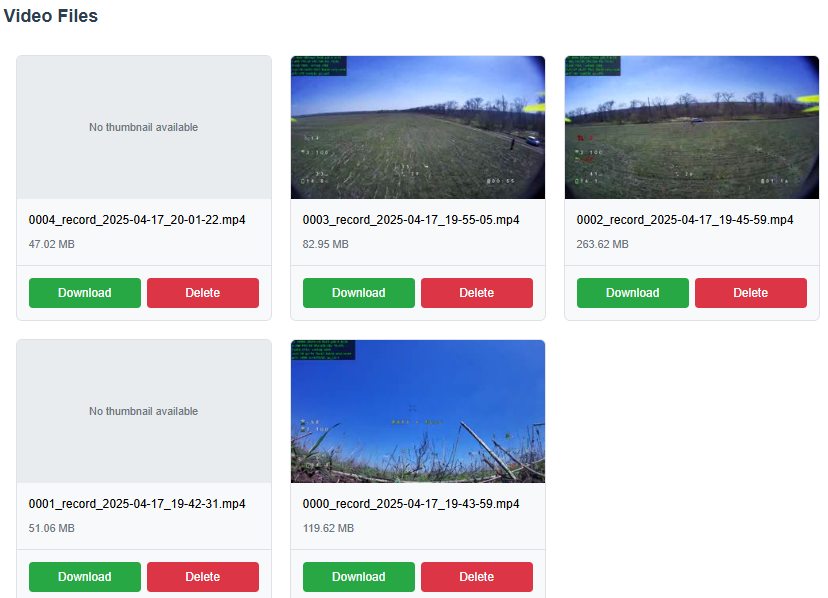 Video Files
No thumbnail available
0004_record_2025-04-17_20-01-22.mp4
47.02 MB
Download
Delete
0003_record_2025-04-17_19-55-05.mp4
82.95 MB
Download
Delete
0002_record_2025-04-17_19-45-59.mp4
263.62 MB
Download
Delete
No thumbnail available
0001_record_2025-04-17_19-42-31.mp4
51.06 MB
Download
Delete
0000_record_2025-04-17_19-43-59.mp4
119.62 MB
Download
Delete